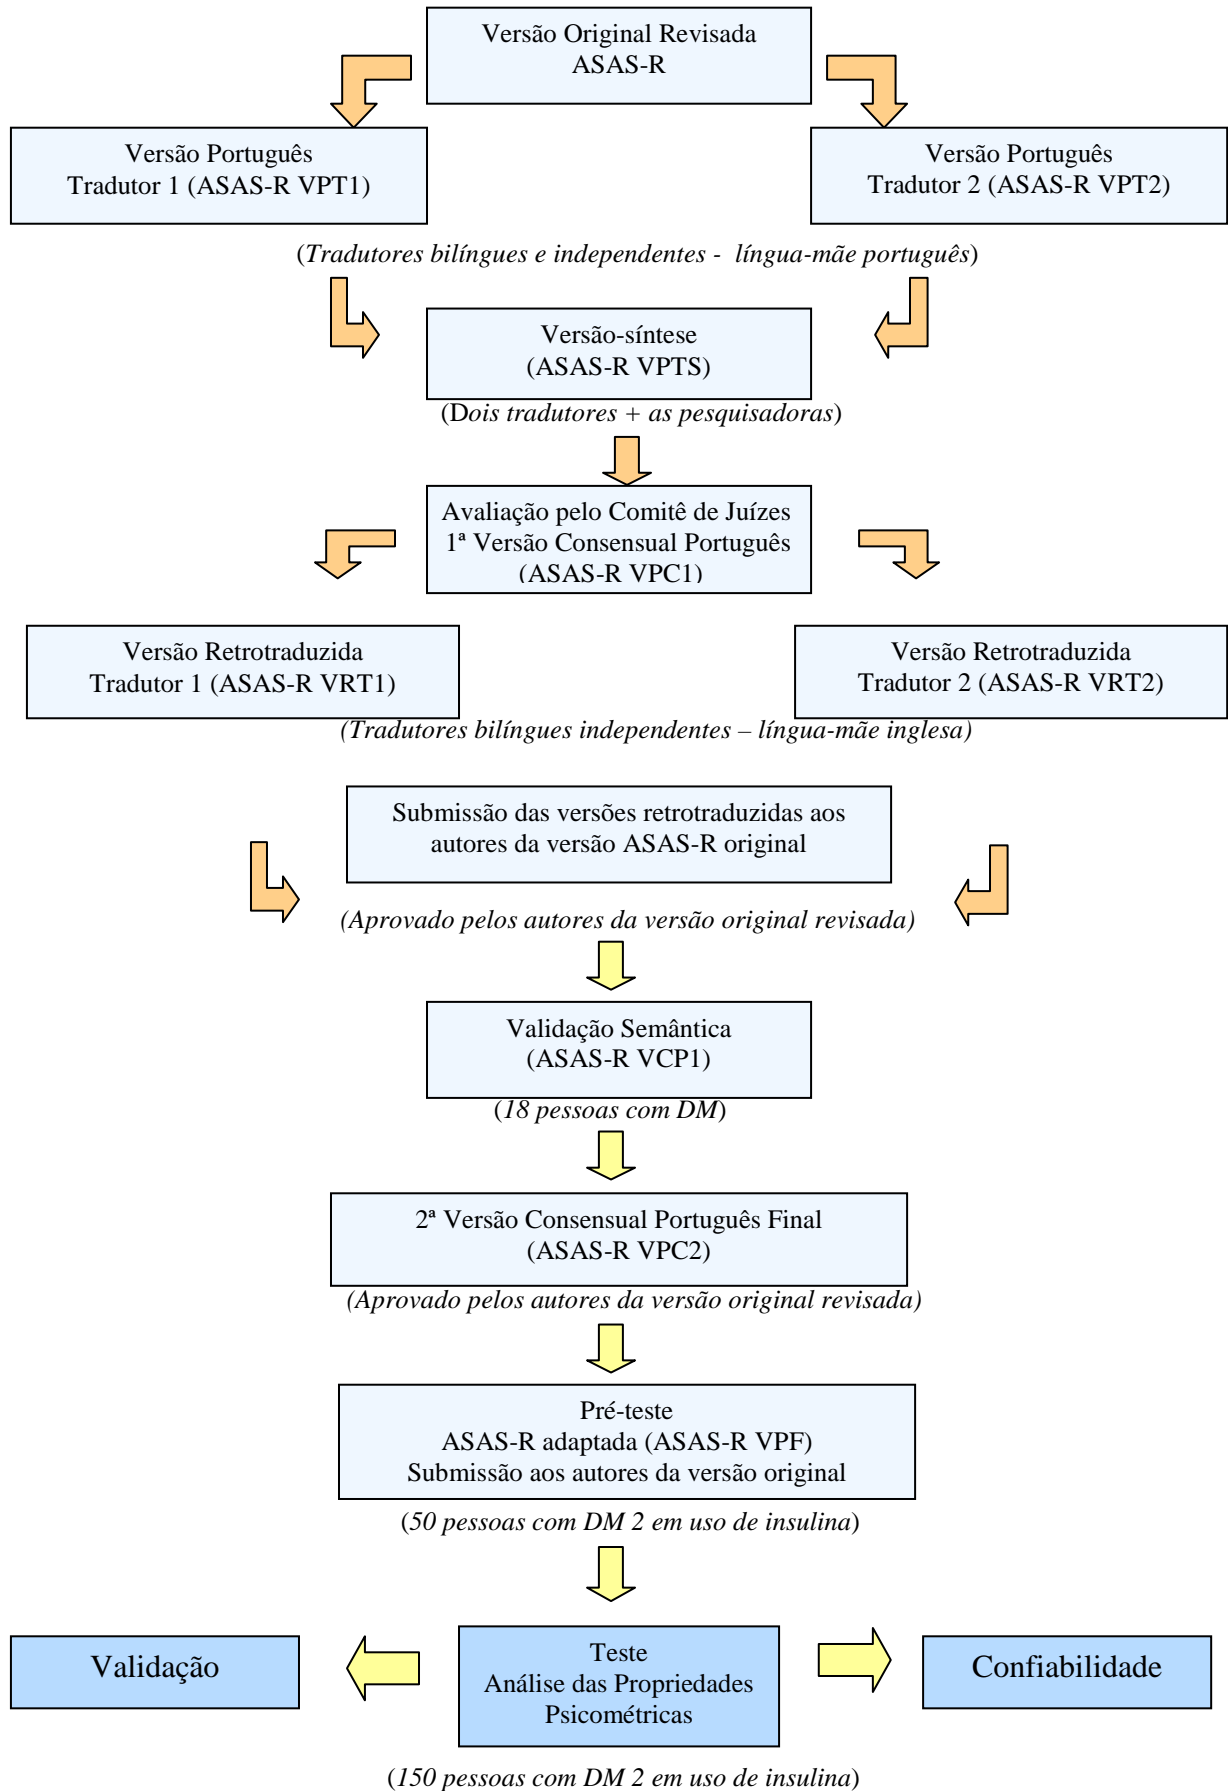 Versão Original Revisada
ASAS-R
Versão Português
Tradutor 1 (ASAS-R VPT1)
Versão Português
Tradutor 2 (ASAS-R VPT2)
(Tradutores bilíngues e independentes - língua-mãe português)
Versão-síntese
(ASAS-R VPTS)
(Dois tradutores + as pesquisadoras)
Avaliação pelo Comitê de Juízes
1ª Versão Consensual Português
(ASAS-R VPC1)
Versão Retrotraduzida
Tradutor 1 (ASAS-R VRT1)
Versão Retrotraduzida
Tradutor 2 (ASAS-R VRT2)
(Tradutores bilíngues independentes – língua-mãe inglesa)
Submissão das versões retrotraduzidas aos
autores da versão ASAS-R original
(Aprovado pelos autores da versão original revisada)
Validação Semântica
(ASAS-R VCP1)
(18 pessoas com DM)
2ª Versão Consensual Português Final
(ASAS-R VPC2)
(Aprovado pelos autores da versão original revisada)
Pré-teste
ASAS-R adaptada (ASAS-R VPF)
Submissão aos autores da versão original
(50 pessoas com DM 2 em uso de insulina)
Validação
Teste
Análise das Propriedades
Psicométricas
Confiabilidade
(150 pessoas com DM 2 em uso de insulina)